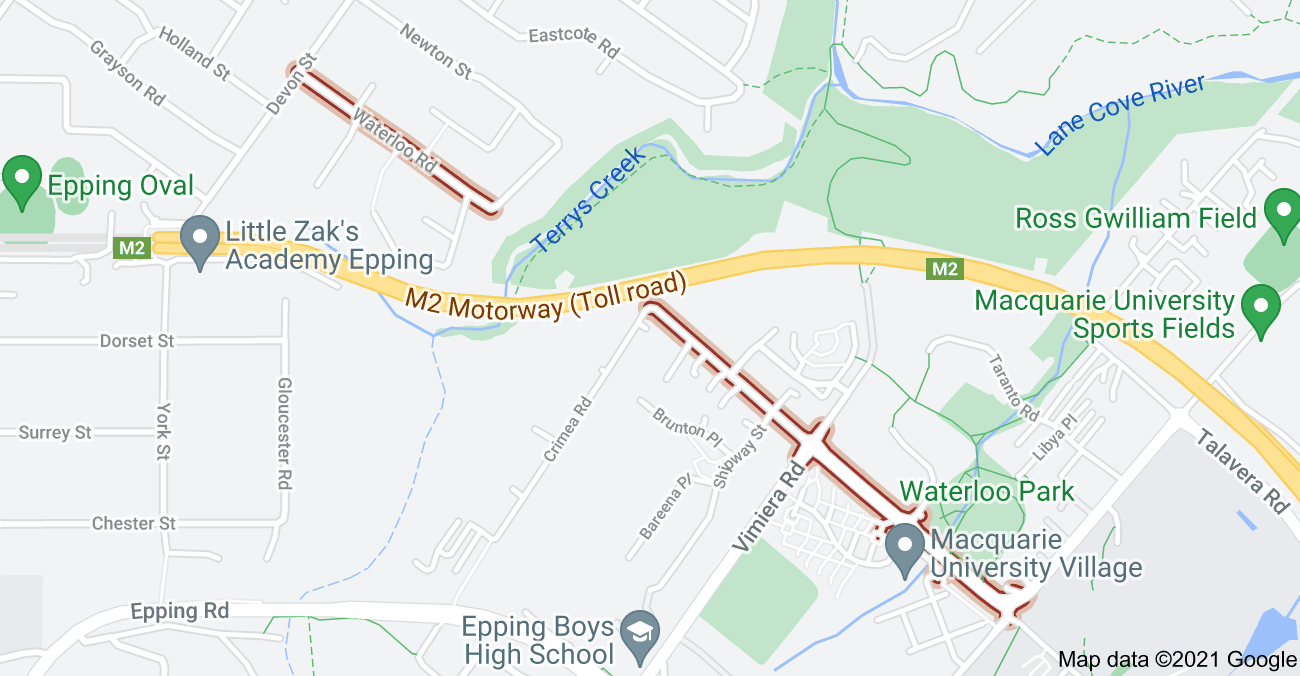 Grayson Rd
Holland St
Devon St
Newton St
Eastcote Rd
Waterloo Rd
Epping Oval
Terrys Creek
Lane Cove River
Little Zak's
Academy Epping
M2
M2
M2 Motorway (Toll road)
Ross Gwilliam Field
Macquarie University
Sports Fields
Dorset St
York St
Gloucester Rd
Surrey St
Chester St
Crimea Rd
Brunton Pl
Shipway St
Bareena Pl
Vimiera Rd
Taranto Rd
Libya Pl
Talavera Rd
Waterloo Park
Macquarie
University Village
Epping Rd
Epping Boys
High School
Map data ©2021 Google